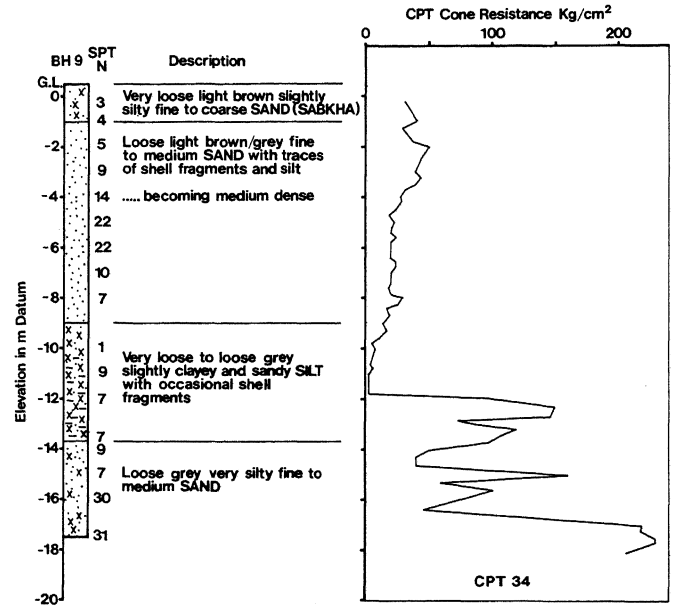 CPT Cone Resistance Kg/cm²
0 100 200
BH 9 SPT N Description
G.L.
0
3 Very loose light brown slightly
silty fine to coarse SAND (SABKHA)
4
-2
5 Loose light brown/grey fine
to medium SAND with traces
9 of shell fragments and silt
-4
14 ..... becoming medium dense
22
-6
22
10
-8
7
-10
1 Very loose to loose grey
9 slightly clayey and sandy SILT
with occasional shell
-12
7 fragments
7
-14
9
7 Loose grey very silty fine to
medium SAND
-16
30
31
-18
-20
Elevation in m Datum
CPT 34